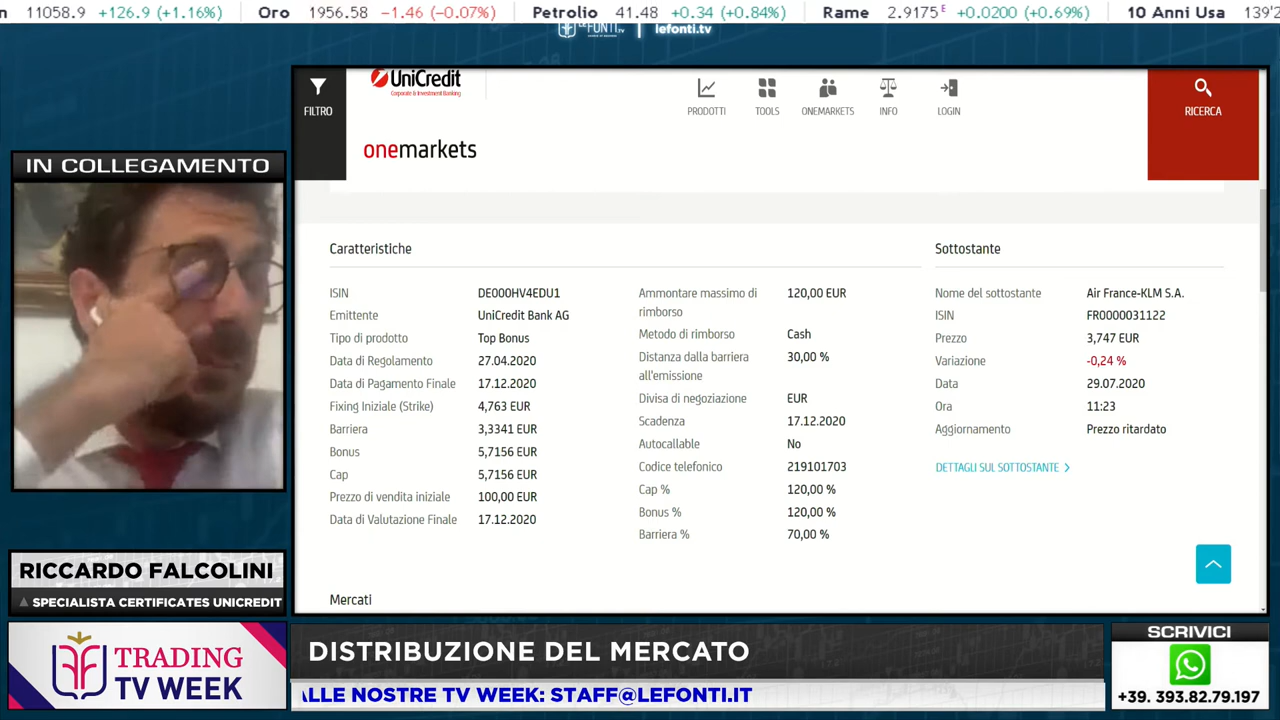 n 11058.9 +126.9 (+1.16%) Oro 1956.58 −1.46 (−0.07%) Petrolio 41.48 +0.34 (+0.84%) Rame 2.9175E +0.0200 (+0.69%) 10 Anni Usa 139'2
LE FONTI TV lefonti.tv
FILTRO
UniCredit
Corporate & Investment Banking
PRODOTTI TOOLS ONEMARKETS INFO LOGIN
RICERCA
onemarkets
IN COLLEGAMENTO
Caratteristiche
ISIN DE000HV4EDU1
Emittente UniCredit Bank AG
Tipo di prodotto Top Bonus
Data di Regolamento 27.04.2020
Data di Pagamento Finale 17.12.2020
Fixing Iniziale (Strike) 4,763 EUR
Barriera 3,3341 EUR
Bonus 5,7156 EUR
Cap 5,7156 EUR
Prezzo di vendita iniziale 100,00 EUR
Data di Valutazione Finale 17.12.2020
Ammontare massimo di 120,00 EUR
rimborso
Metodo di rimborso Cash
Distanza dalla barriera 30,00 %
all'emissione
Divisa di negoziazione EUR
Scadenza 17.12.2020
Autocallable No
Codice telefonico 219101703
Cap % 120,00 %
Bonus % 120,00 %
Barriera % 70,00 %
Sottostante
Nome del sottostante Air France-KLM S.A.
ISIN FR0000031122
Prezzo 3,747 EUR
Variazione -0,24 %
Data 29.07.2020
Ora 11:23
Aggiornamento Prezzo ritardato
DETTAGLI SUL SOTTOSTANTE >
Mercati
RICCARDO FALCOLINI
SPECIALISTA CERTIFICATES UNICREDIT
TRADING
TV WEEK
DISTRIBUZIONE DEL MERCATO
ALLE NOSTRE TV WEEK: STAFF@LEFONTI.IT
SCRIVICI
+39. 393.82.79.197